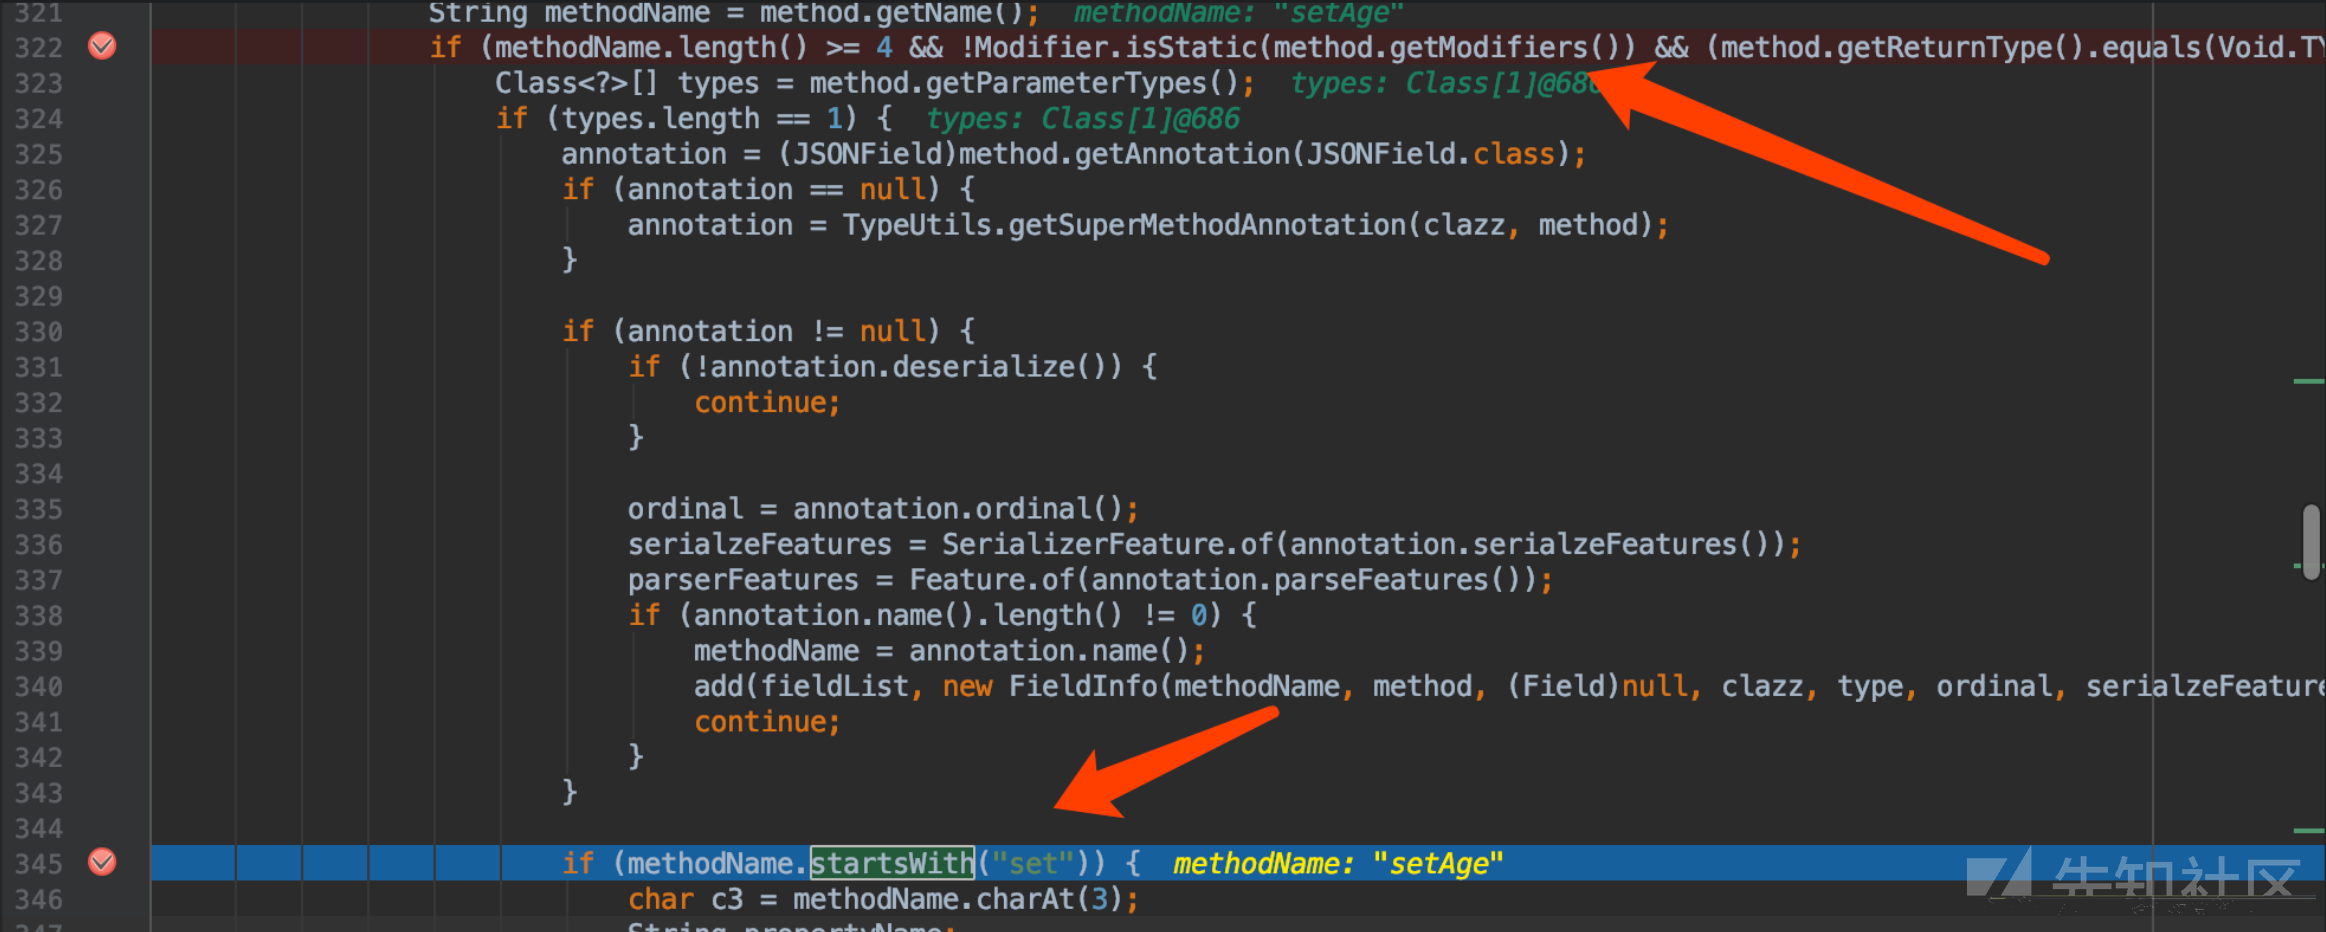 321 String methodName = method.getName(); methodName: "setAge"
322 if (methodName.length() >= 4 && !Modifier.isStatic(method.getModifiers()) && (method.getReturnType().equals(Void.TY
323 Class<?>[] types = method.getParameterTypes(); types: Class[1]@686
324 if (types.length == 1) { types: Class[1]@686
325 annotation = (JSONField)method.getAnnotation(JSONField.class);
326 if (annotation == null) {
327 annotation = TypeUtils.getSuperMethodAnnotation(clazz, method);
328 }
329
330 if (annotation != null) {
331 if (!annotation.deserialize()) {
332 continue;
333 }
334
335 ordinal = annotation.ordinal();
336 serialzeFeatures = SerializerFeature.of(annotation.serialzeFeatures());
337 parserFeatures = Feature.of(annotation.parseFeatures());
338 if (annotation.name().length() != 0) {
339 methodName = annotation.name();
340 add(fieldList, new FieldInfo(methodName, method, (Field)null, clazz, type, ordinal, serialzeFeature
341 continue;
342 }
343 }
344
345 if (methodName.startsWith("set")) { methodName: "setAge"
346 char c3 = methodName.charAt(3);
347 String propertyName;
先知社区